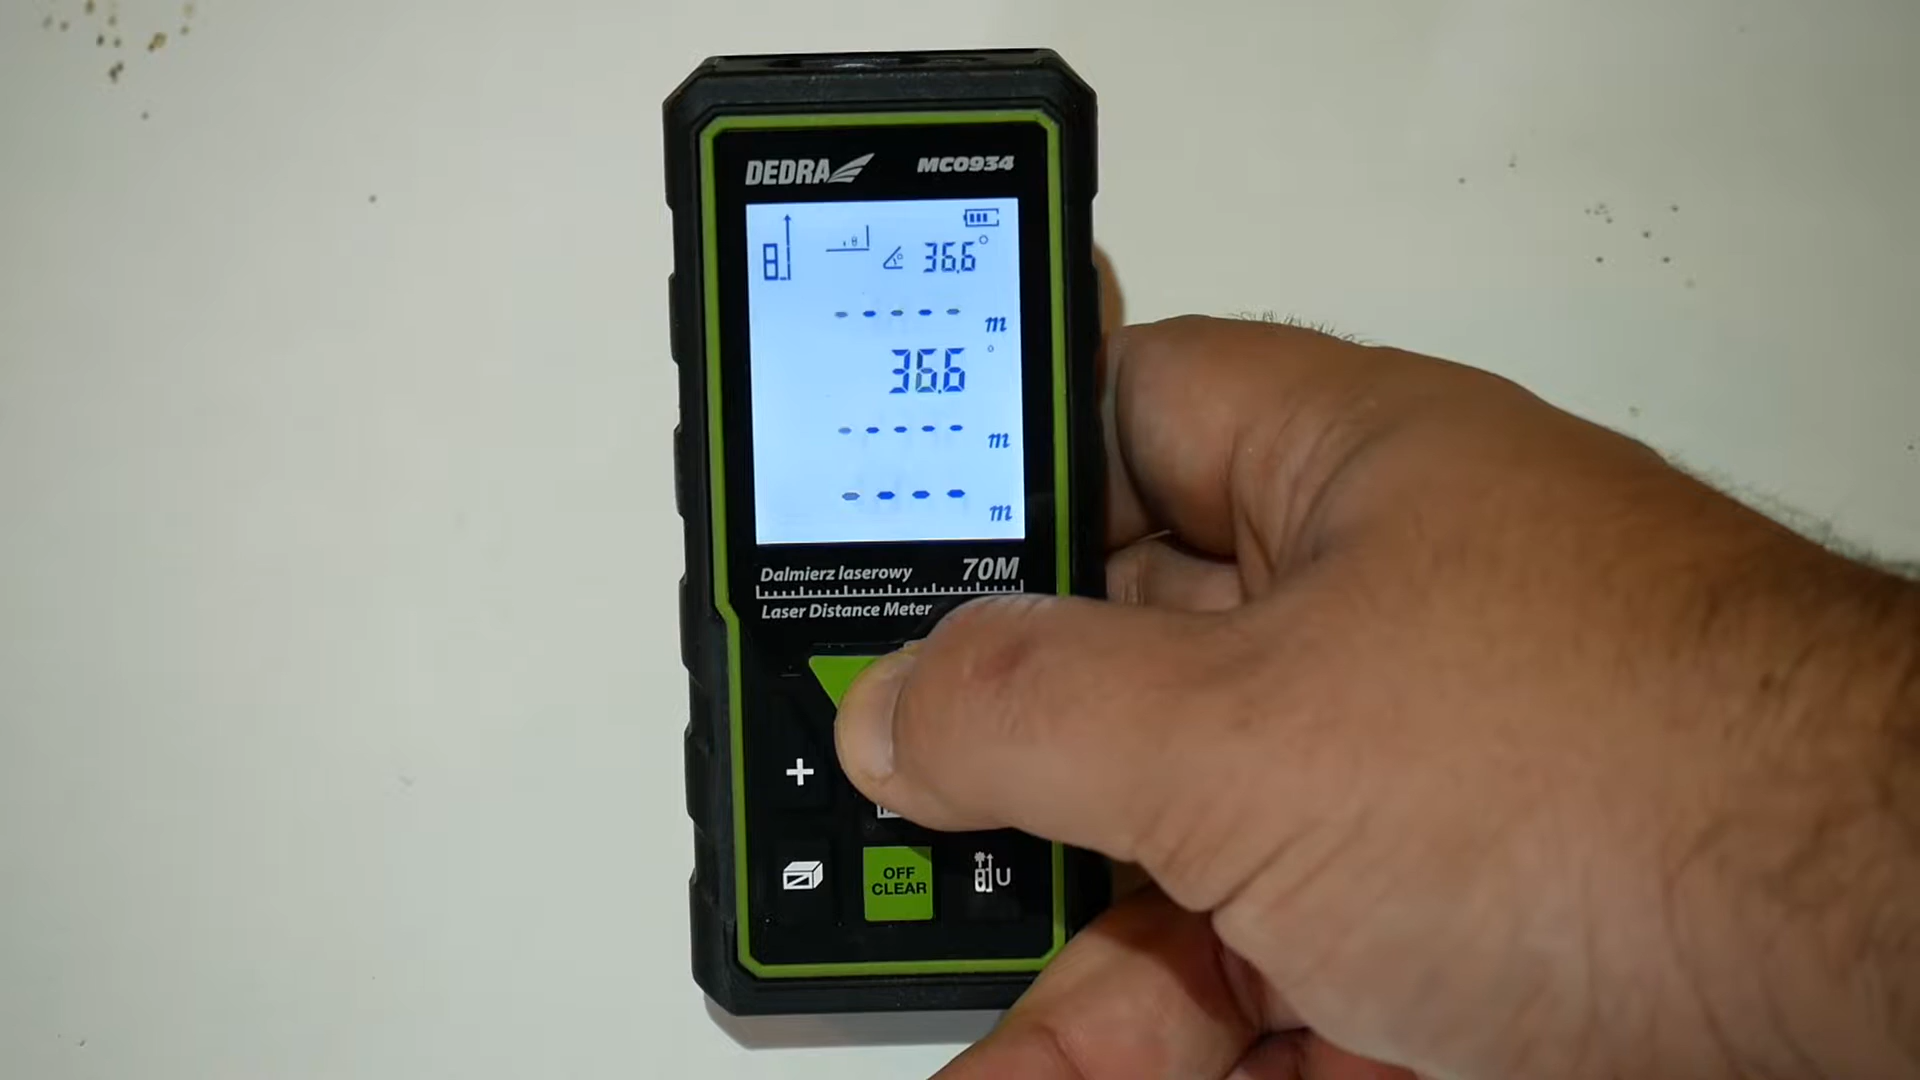 DEDRA MC0934
36.6°
- - - - - m
36.6°
- - - - - m
- - - - m
Dalmierz laserowy 70M
Laser Distance Meter
+
OFF
CLEAR
U